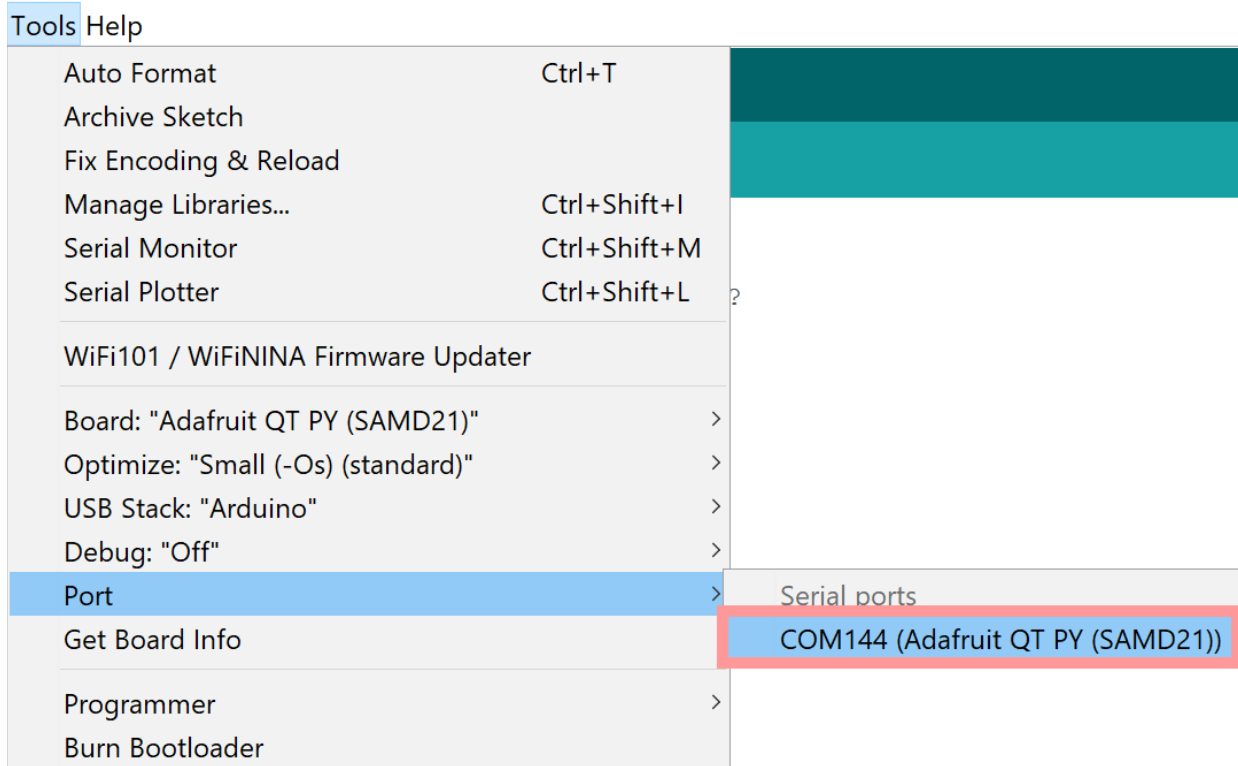 Tools Help
Auto Format Ctrl+T
Archive Sketch
Fix Encoding & Reload
Manage Libraries... Ctrl+Shift+I
Serial Monitor Ctrl+Shift+M
Serial Plotter Ctrl+Shift+L
?
WiFi101 / WiFiNINA Firmware Updater
Board: "Adafruit QT PY (SAMD21)"
Optimize: "Small (-Os) (standard)"
USB Stack: "Arduino"
Debug: "Off"
Port
Serial ports
Get Board Info
COM144 (Adafruit QT PY (SAMD21))
Programmer
Burn Bootloader